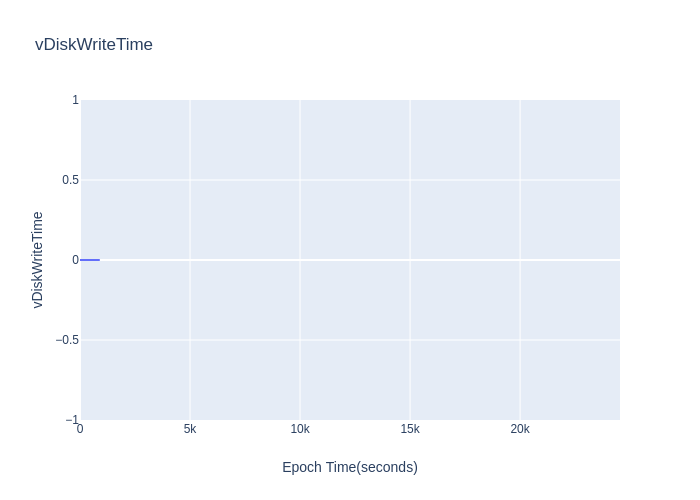 vDiskWriteTime
1
0.5
0
−0.5
−1
vDiskWriteTime
0 5k 10k 15k 20k
Epoch Time(seconds)